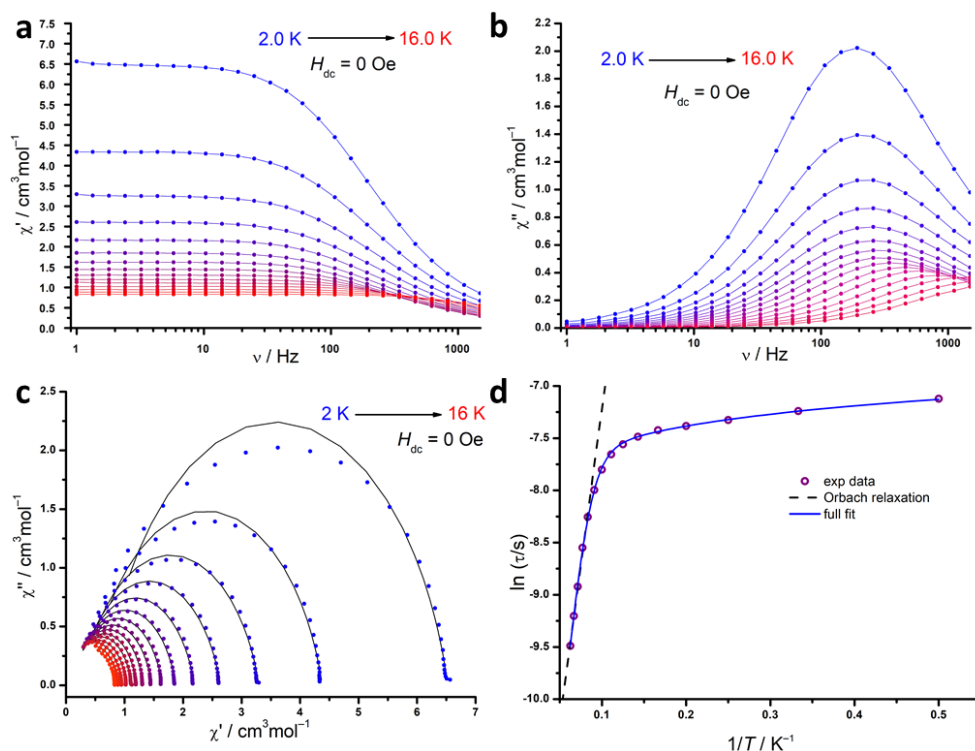 a
7.5
7.0
6.5
6.0
5.5
5.0
4.5
4.0
3.5
3.0
2.5
2.0
1.5
1.0
0.5
0.0
χ' / cm³mol⁻¹
2.0 K
16.0 K
H_dc = 0 Oe
1
10
100
1000
ν / Hz
b
2.2
2.0
1.8
1.6
1.4
1.2
1.0
0.8
0.6
0.4
0.2
0.0
χ'' / cm³mol⁻¹
2.0 K
16.0 K
H_dc = 0 Oe
1
10
100
1000
ν / Hz
c
2.5
2.0
1.5
1.0
0.5
0.0
χ'' / cm³mol⁻¹
2 K
16 K
H_dc = 0 Oe
0
1
2
3
4
5
6
7
χ' / cm³mol⁻¹
d
-7.0
-7.5
-8.0
-8.5
-9.0
-9.5
-10.0
ln (τ/s)
exp data
Orbach relaxation
full fit
0.1
0.2
0.3
0.4
0.5
1/T / K⁻¹